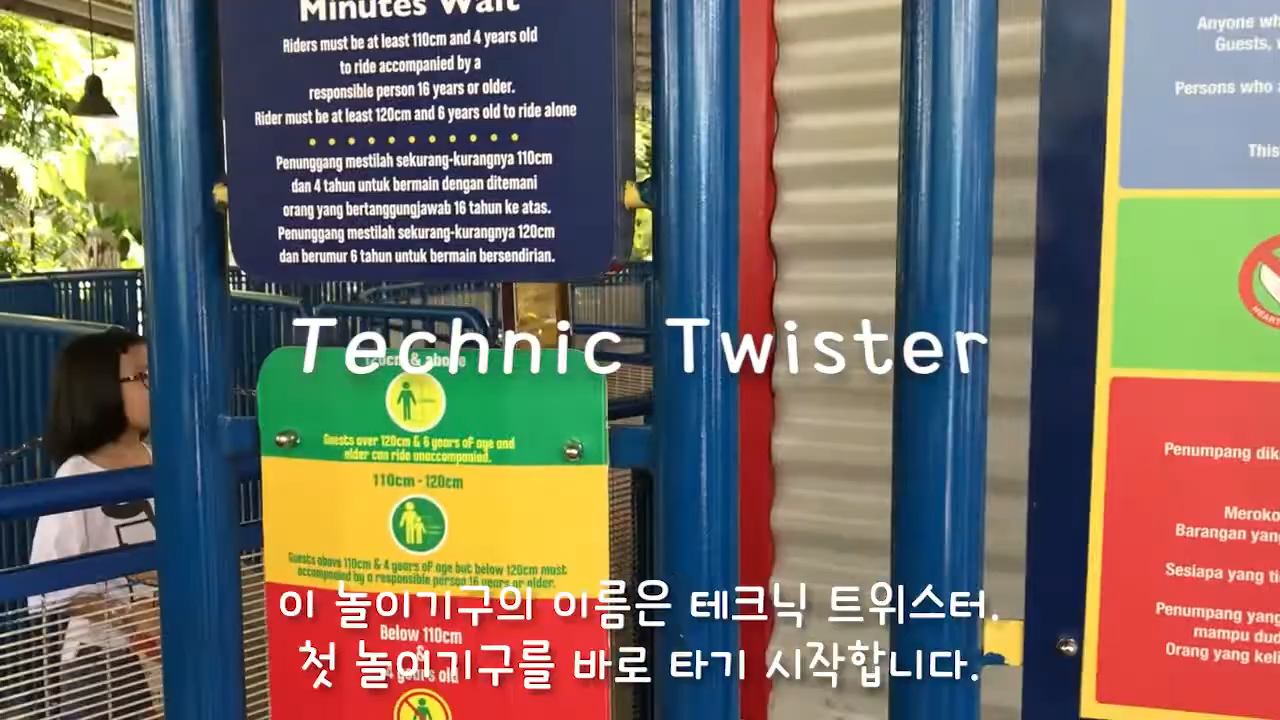 Minutes Wait
Riders must be at least 110cm and 4 years old
to ride accompanied by a
responsible person 16 years or older.
Rider must be at least 120cm and 6 years old to ride alone
Penunggang mestilah sekurang-kurangnya 110cm
dan 4 tahun untuk bermain dengan ditemani
orang yang bertanggungjawab 16 tahun ke atas.
Penunggang mestilah sekurang-kurangnya 120cm
dan berumur 6 tahun untuk bermain bersendirian.
Technic Twister
120cm & above
Guests over 120cm & 6 years of age and
older can ride unaccompanied.
110cm - 120cm
Guests above 110cm & 4 years of age but below 120cm must
accompanied by a responsible person 16 years or older.
Below 110cm
&
4 years old
이 놀이기구의 이름은 테크닉 트위스터.
첫 놀이기구를 바로 타기 시작합니다.
Anyone
Guests,
Persons who
This
HEART
Penumpang
Barangan
Sesiapa yang
Penumpang yang
mampu
Orang yang